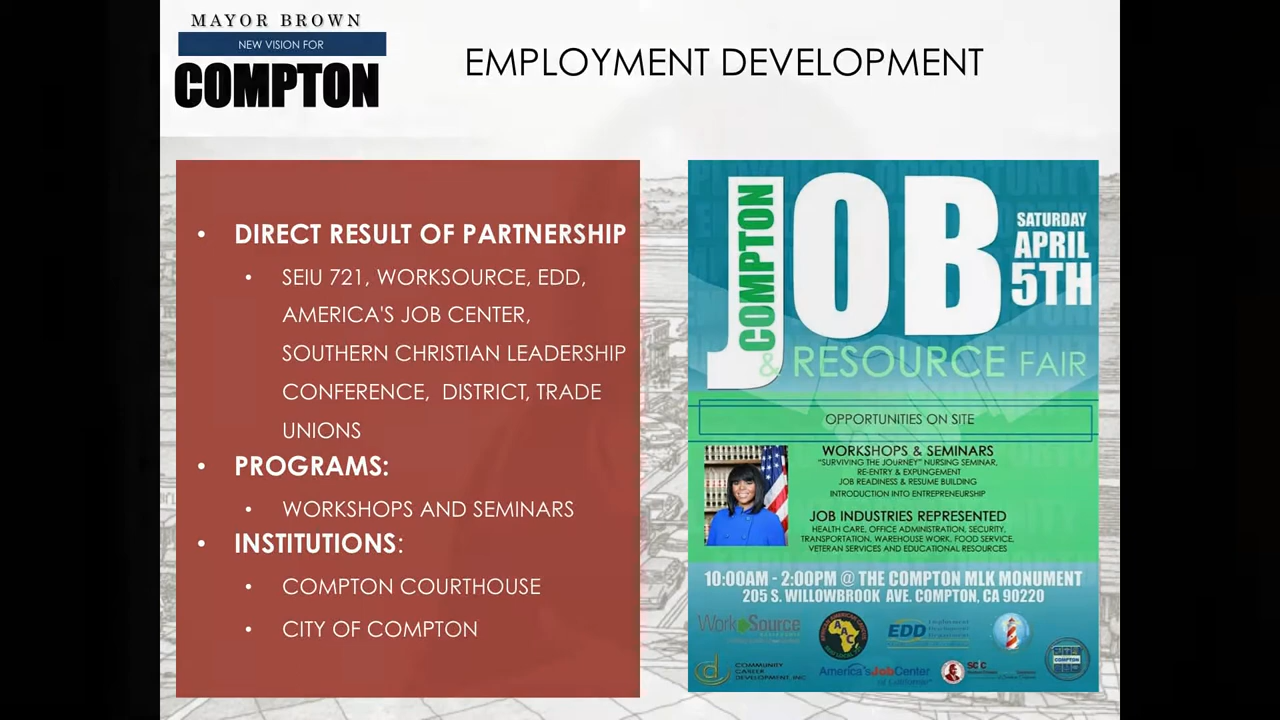 MAYOR BROWN
NEW VISION FOR
COMPTON
EMPLOYMENT DEVELOPMENT
• DIRECT RESULT OF PARTNERSHIP
• SEIU 721, WORKSOURCE, EDD,
AMERICA'S JOB CENTER,
SOUTHERN CHRISTIAN LEADERSHIP
CONFERENCE, DISTRICT, TRADE
UNIONS
• PROGRAMS:
• WORKSHOPS AND SEMINARS
• INSTITUTIONS:
• COMPTON COURTHOUSE
• CITY OF COMPTON
COMPTON
JOB
SATURDAY
APRIL
5TH
& RESOURCE FAIR
OPPORTUNITIES ON SITE
WORKSHOPS & SEMINARS
"SURVIVING THE JOURNEY" NURSING SEMINAR,
RE-ENTRY & EXPUNGEMENT
JOB READINESS & RESUME BUILDING
INTRODUCTION INTO ENTREPRENEURSHIP
JOB INDUSTRIES REPRESENTED
HEALTH CARE, OFFICE ADMINISTRATION, SECURITY,
TRANSPORTATION, WAREHOUSE WORK, FOOD SERVICE,
VETERAN SERVICES AND EDUCATIONAL RESOURCES
10:00AM - 2:00PM @ THE COMPTON MLK MONUMENT
205 S. WILLOWBROOK AVE. COMPTON, CA 90220
WorkSource
AAC
EDD
COMMUNITY
CAREER
DEVELOPMENT, INC
America'sJobCenter
of California
COMPTON